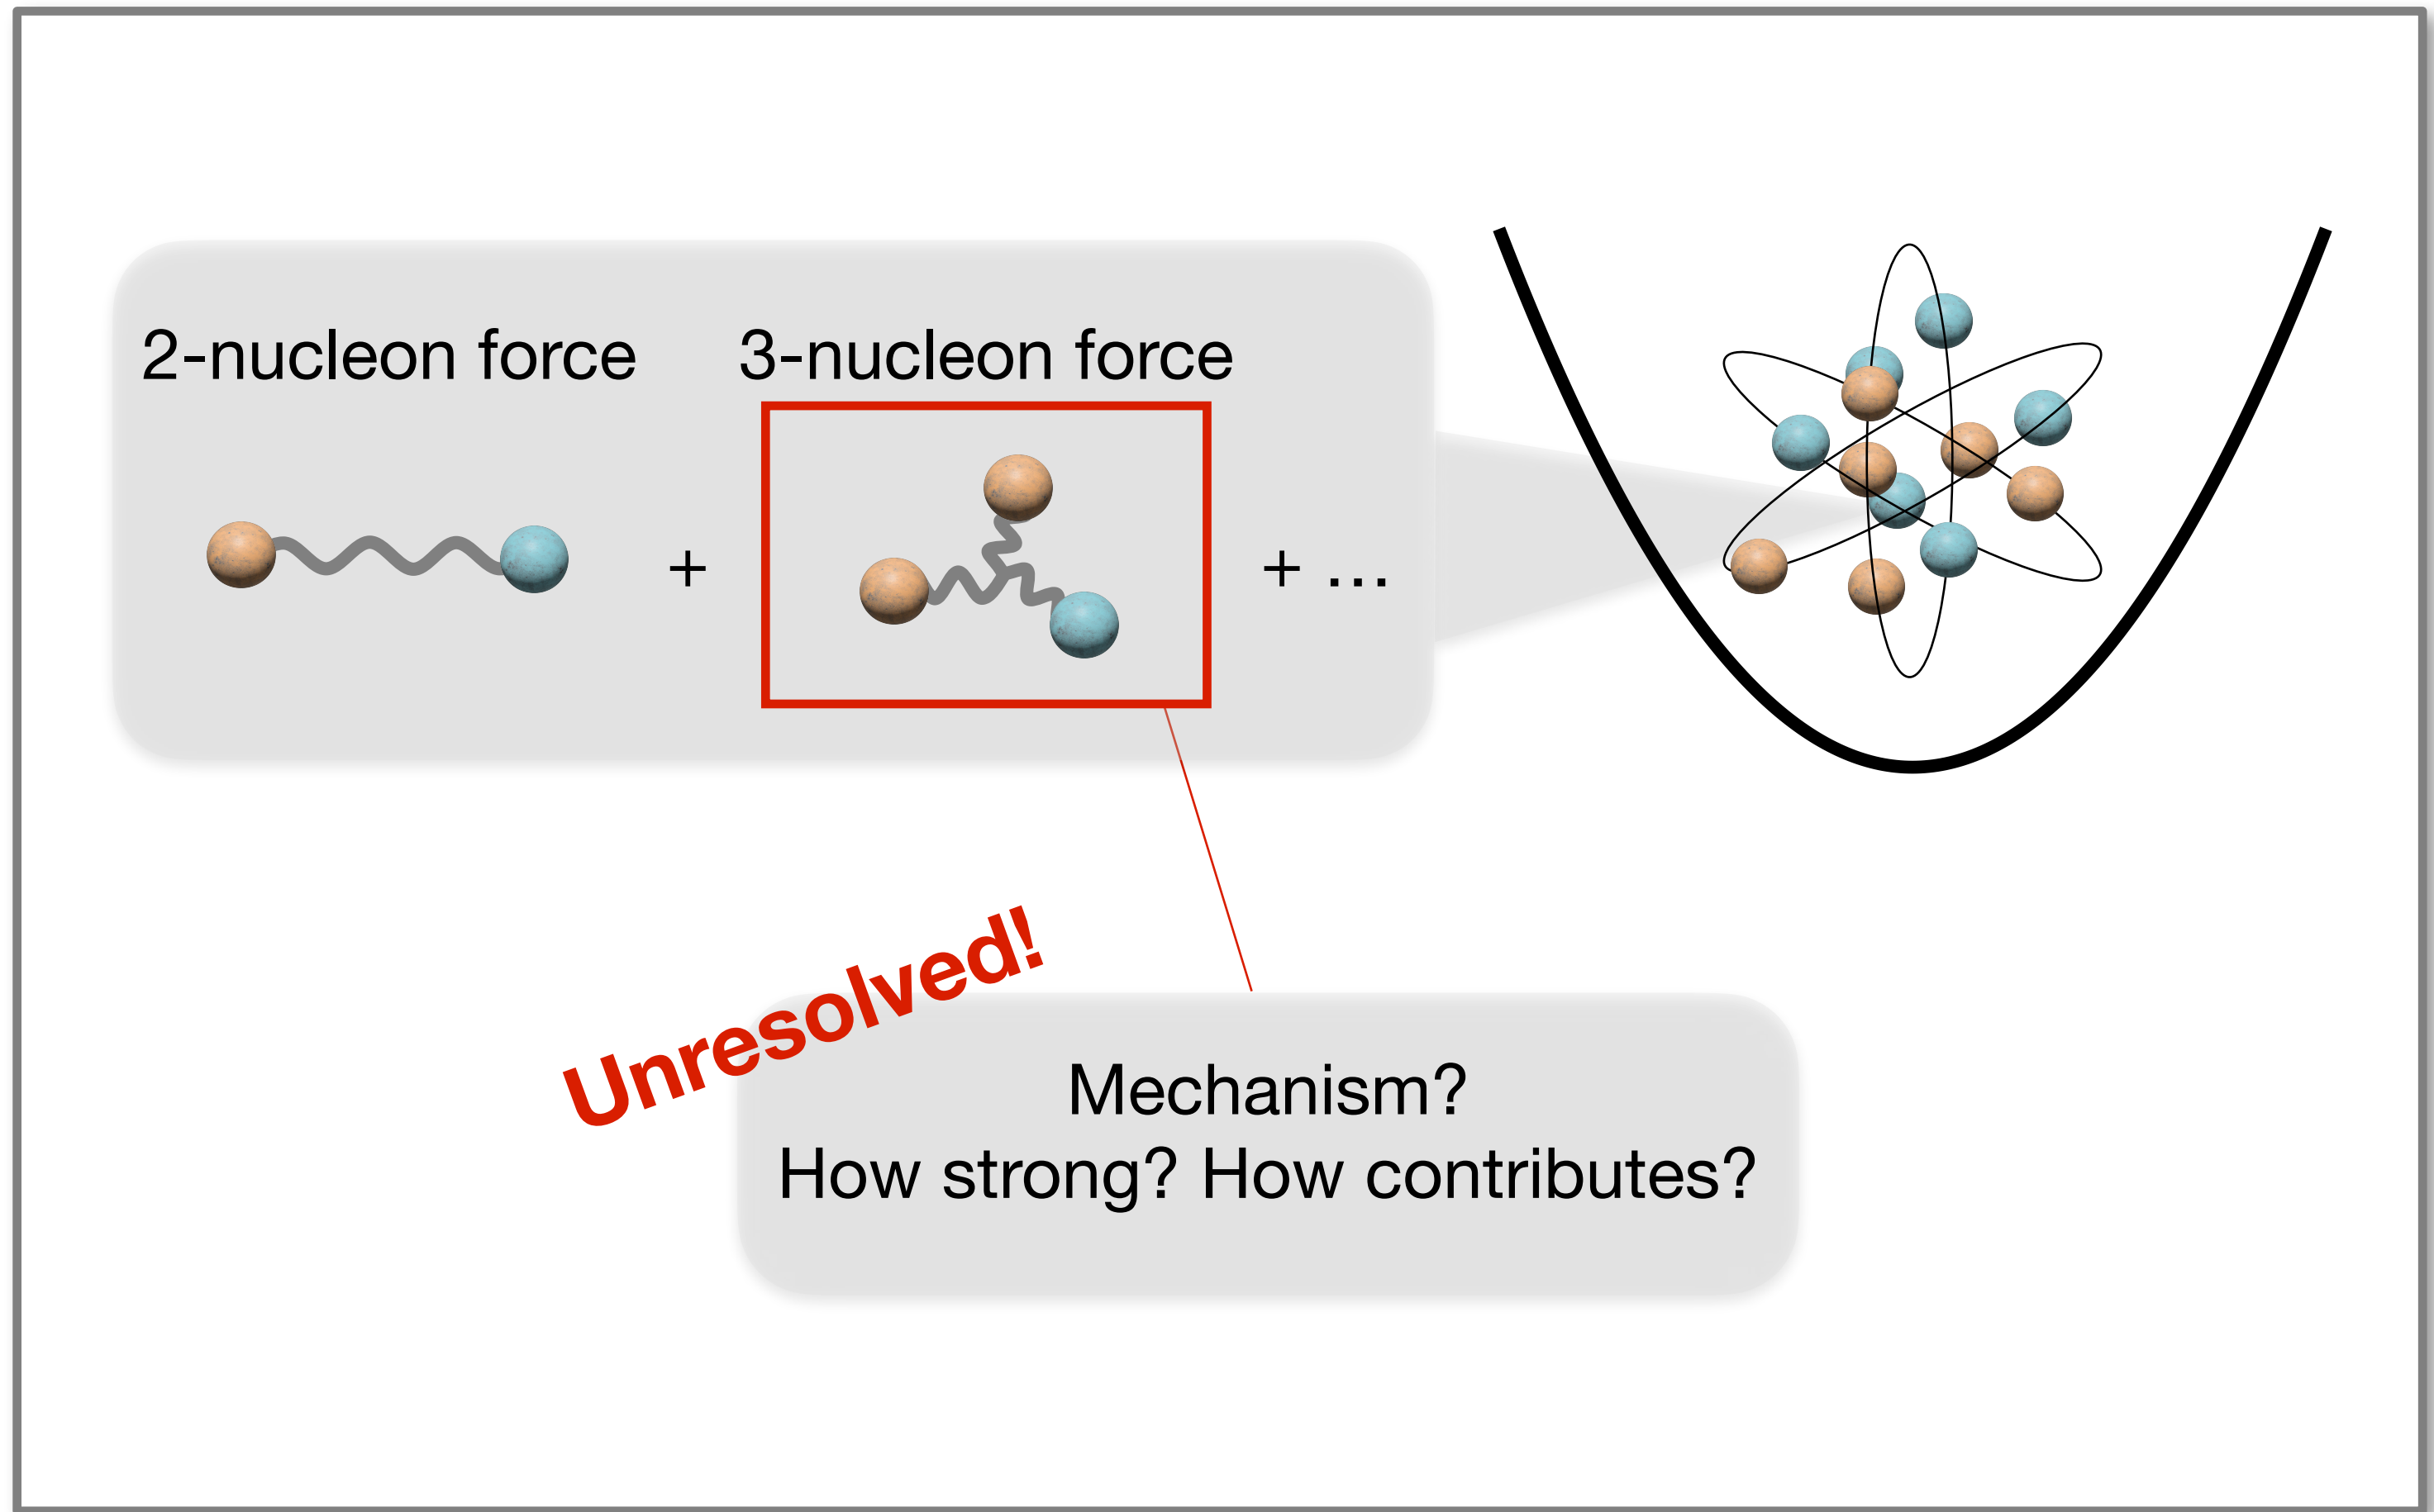 2-nucleon force
3-nucleon force
+
+ ...
Unresolved!
Mechanism?
How strong? How contributes?